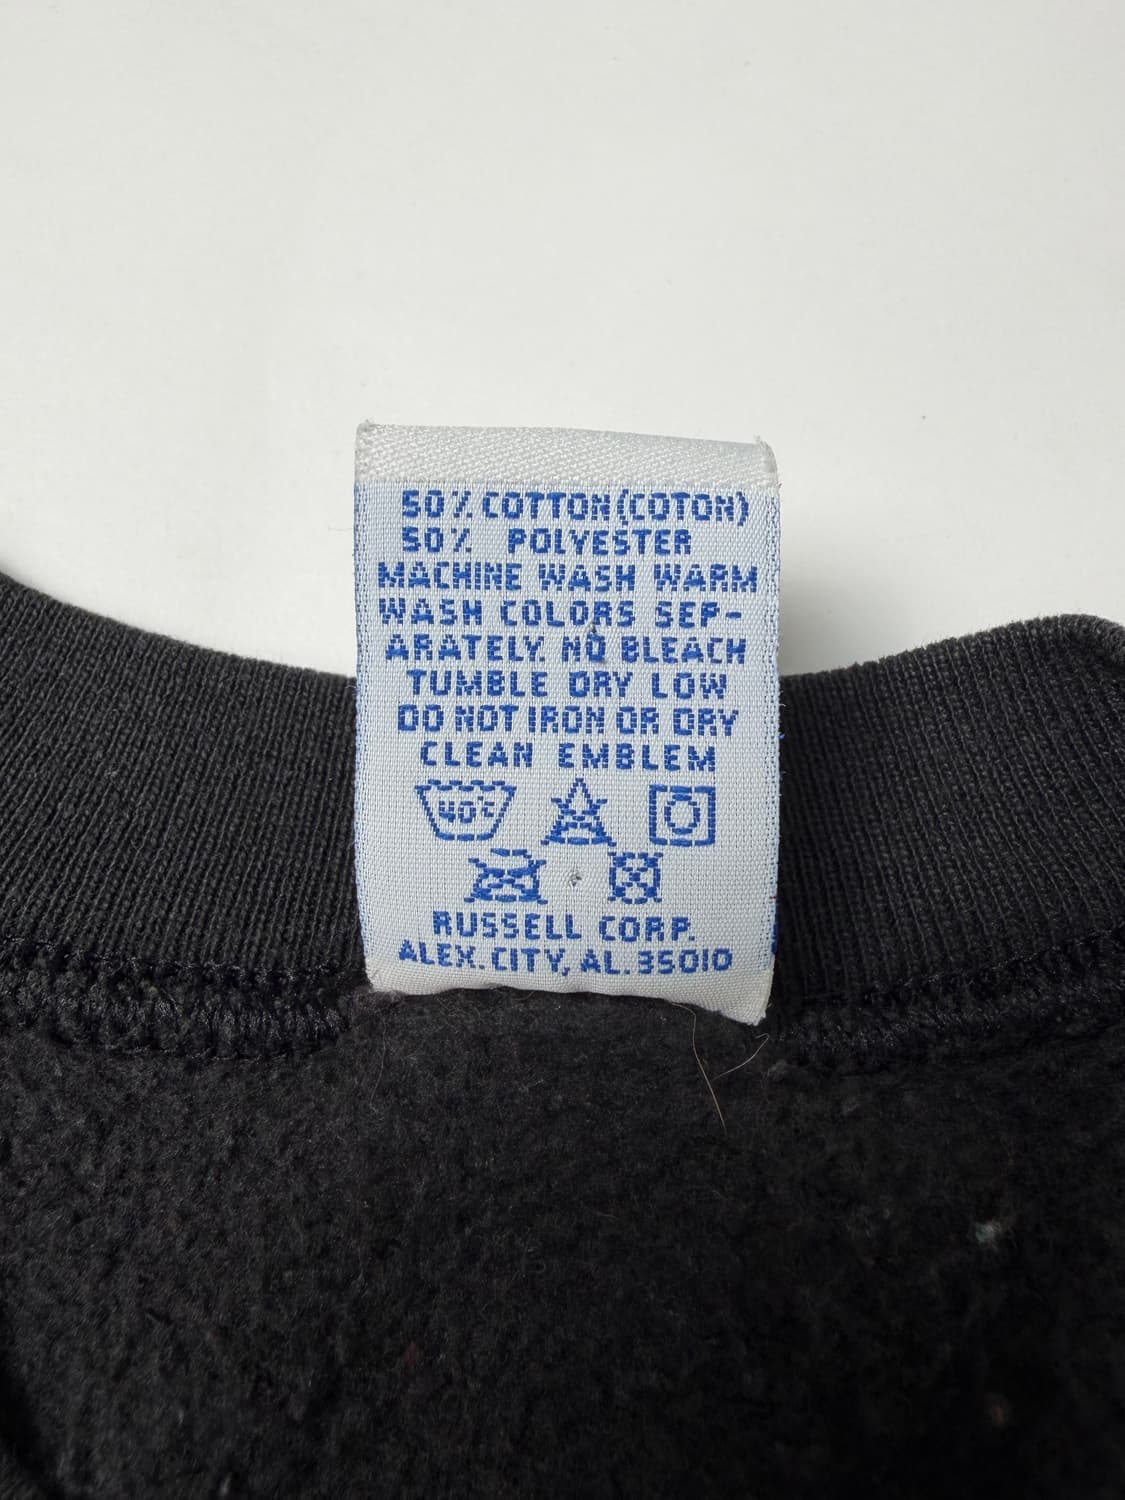 50% COTTON(COTON)
50% POLYESTER
MACHINE WASH WARM
WASH COLORS SEP-
ARATELY. NO BLEACH
TUMBLE DRY LOW
DO NOT IRON OR DRY
CLEAN EMBLEM
40°C
RUSSELL CORP.
ALEX. CITY, AL. 35010